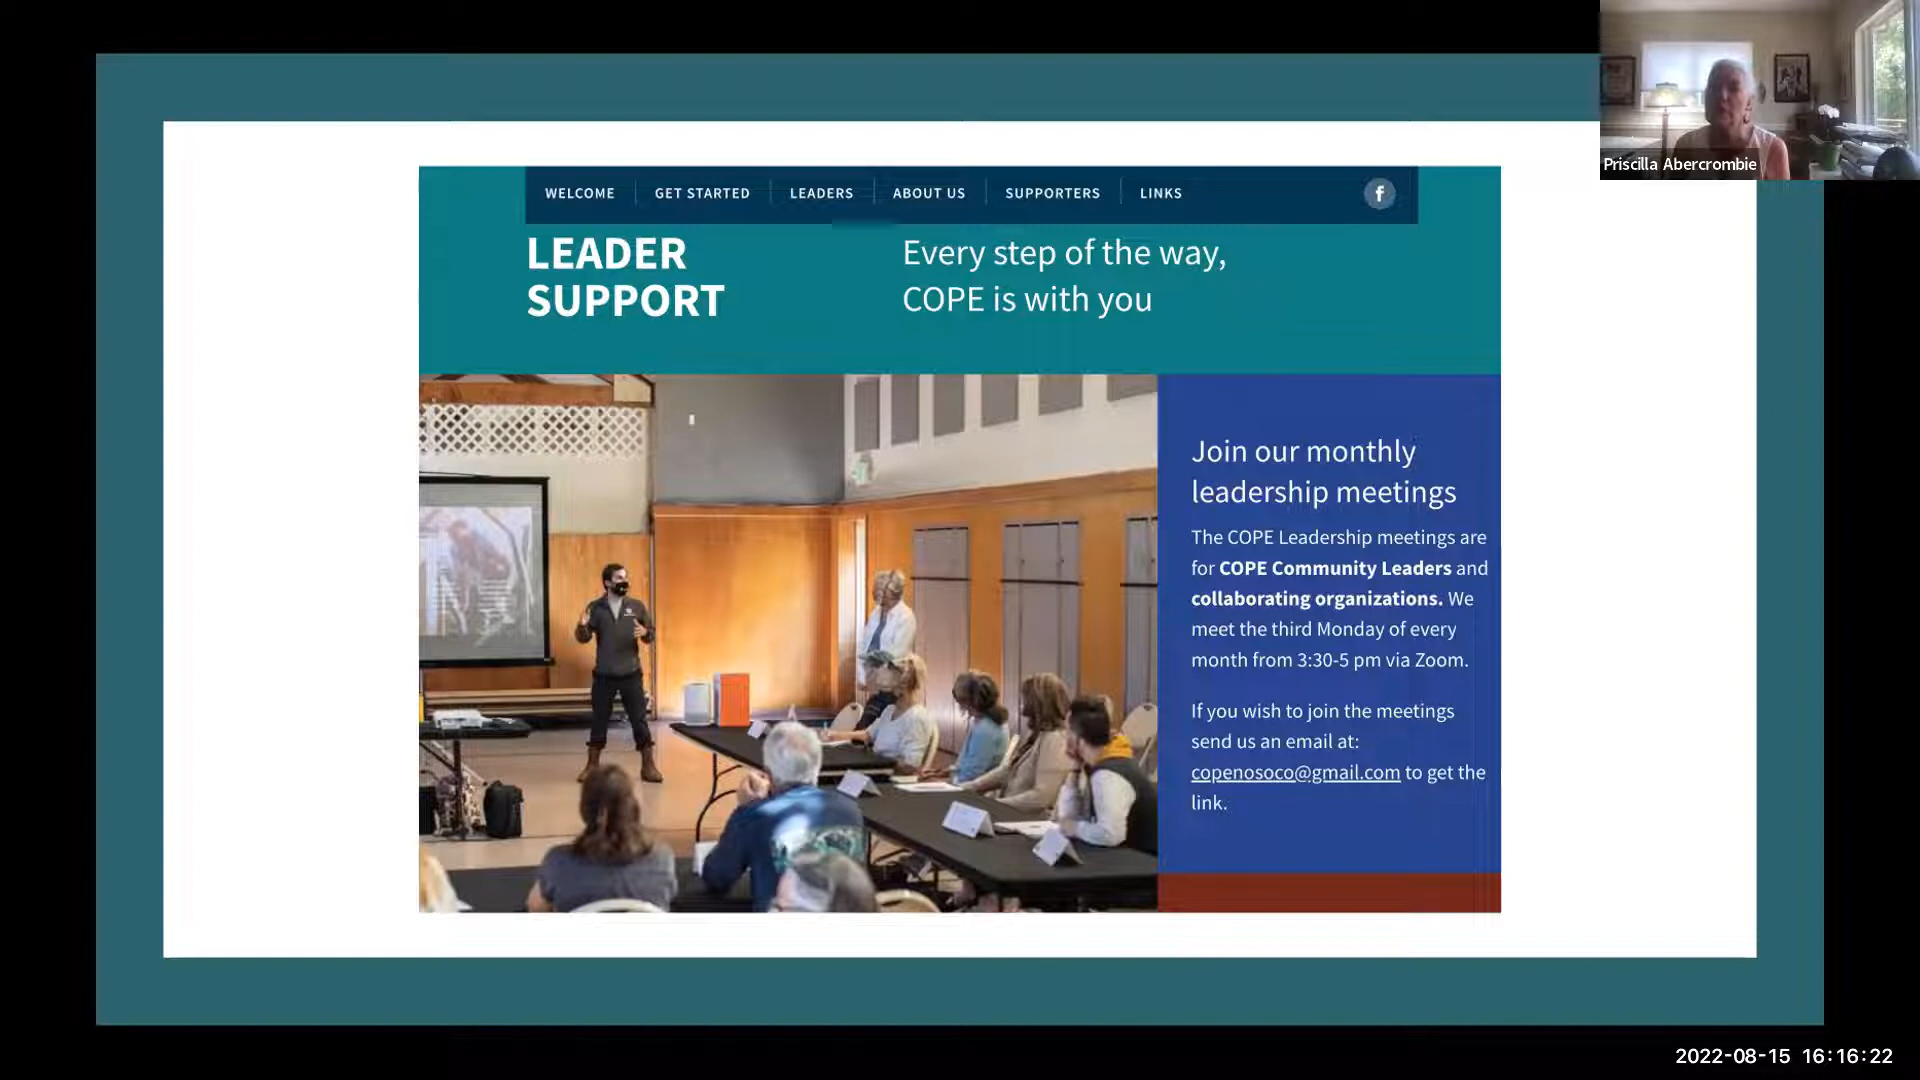 Priscilla Abercrombie
WELCOME
GET STARTED
LEADERS
ABOUT US
SUPPORTERS
LINKS
f
LEADER
SUPPORT
Every step of the way,
COPE is with you
Join our monthly
leadership meetings
The COPE Leadership meetings are
for COPE Community Leaders and
collaborating organizations. We
meet the third Monday of every
month from 3:30-5 pm via Zoom.
If you wish to join the meetings
send us an email at:
copenosoco@gmail.com to get the
link.
2022-08-15 16:16:22